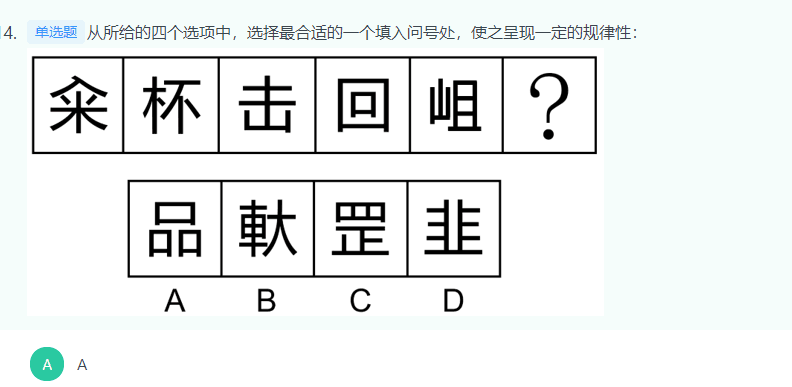 4. 单选题 从所给的四个选项中，选择最合适的一个填入问号处，使之呈现一定的规律性：
籴 杯 击 回 岨 ?
品 軑 罡 韭
A B C D
A A